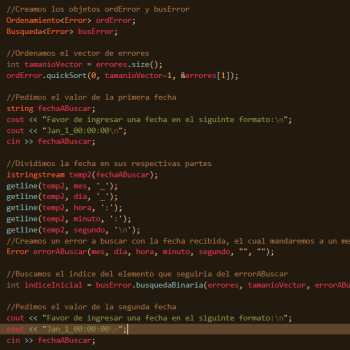 //Creamos los objetos ordError y busError
Ordenamiento<Error> ordError;
Busqueda<Error> busError;
//Ordenamos el vector de errores
int tamanioVector = errores.size();
ordError.quickSort(0, tamanioVector-1, &errores[1]);
//Pedimos el valor de la primera fecha
string fechaABuscar;
cout << "Favor de ingresar una fecha en el siguinte formato:\n";
cout << "Jan_1_00:00:00\n";
cin >> fechaABuscar;
//Dividimos la fecha en sus respectivas partes
istringstream temp2(fechaABuscar);
getline(temp2, mes, '_');
getline(temp2, dia, '_');
getline(temp2, hora, ':');
getline(temp2, minuto, ':');
getline(temp2, segundo, '\n');
//Creamos un error a buscar con la fecha recibida, el cual mandaremos a un me
Error errorABuscar(mes, dia, hora, minuto, segundo, "", "");
//Buscamos el indice del elemento que seguiria del errorABuscar
int indiceInicial = busError.busquedaBinaria(errores, tamanioVector, errorABu
//Pedimos el valor de la segunda fecha
cout << "Favor de ingresar una fecha en el siguinte formato:\n";
cout << "Jan_1_00:00:00\n";
cin >> fechaABuscar;